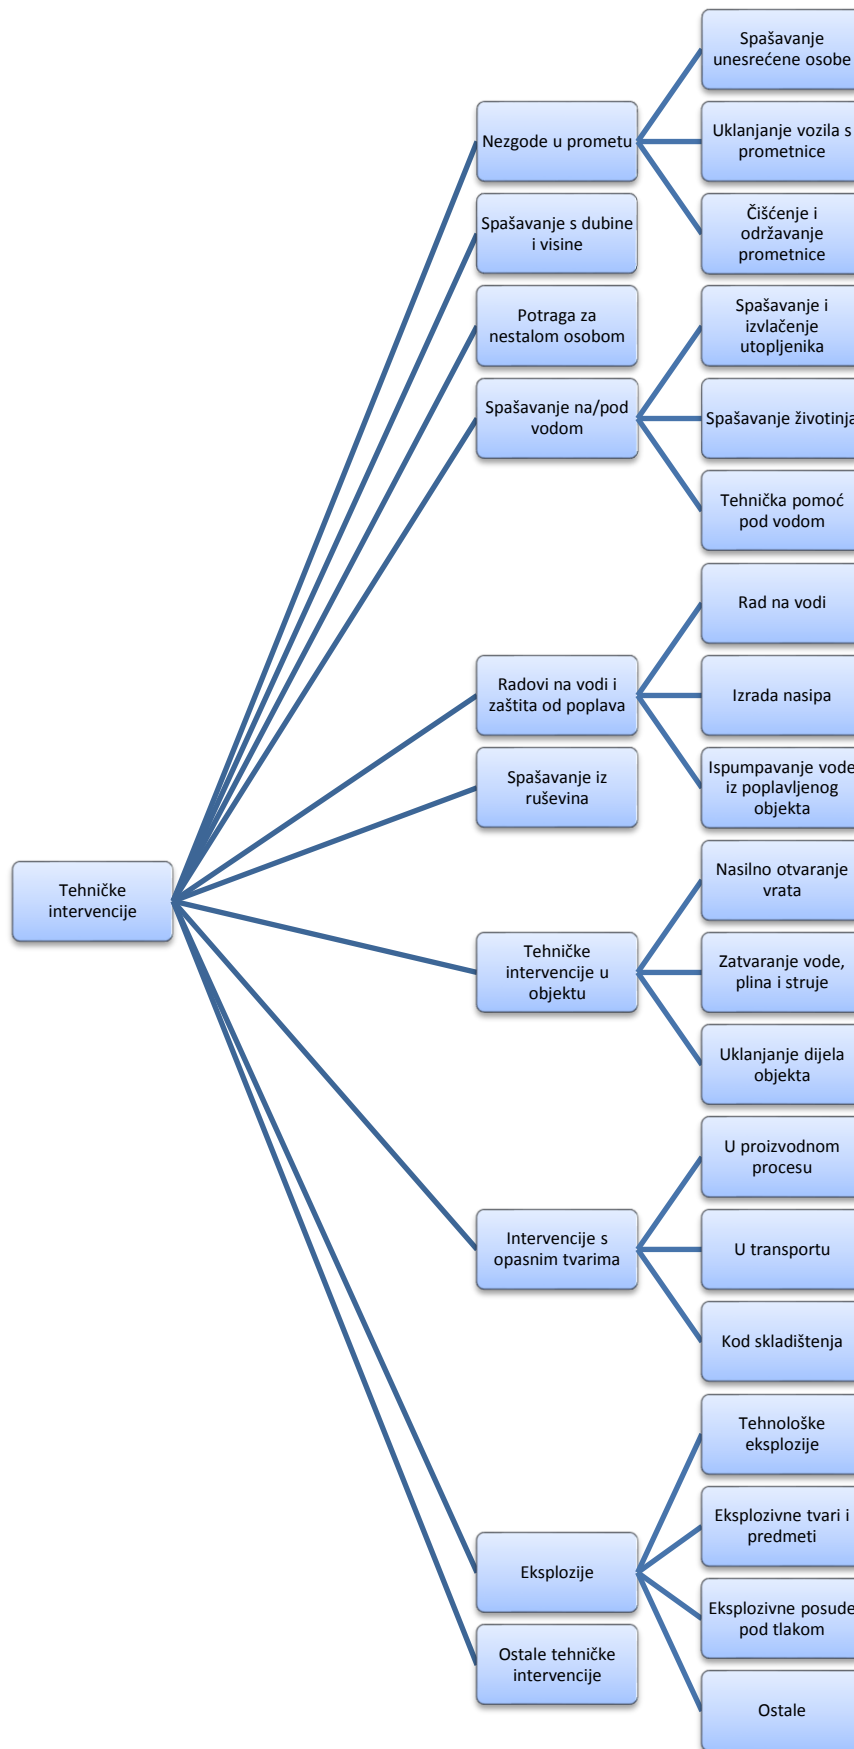 Tehničke
intervencije
Nezgode u prometu
Spašavanje
unesrećene osobe
Uklanjanje vozila s
prometnice
Čišćenje i
održavanje
prometnice
Spašavanje s dubine
i visine
Potraga za
nestalom osobom
Spašavanje na/pod
vodom
Spašavanje i
izvlačenje
utopljenika
Spašavanje životinja
Tehnička pomoć
pod vodom
Radovi na vodi i
zaštita od poplava
Rad na vodi
Izrada nasipa
Ispumpavanje vode
iz poplavljenog
objekta
Spašavanje iz
ruševina
Tehničke
intervencije u
objektu
Nasilno otvaranje
vrata
Zatvaranje vode,
plina i struje
Uklanjanje dijela
objekta
Intervencije s
opasnim tvarima
U proizvodnom
procesu
U transportu
Kod skladištenja
Eksplozije
Tehnološke
eksplozije
Eksplozivne tvari i
predmeti
Eksplozivne posude
pod tlakom
Ostale
Ostale tehničke
intervencije